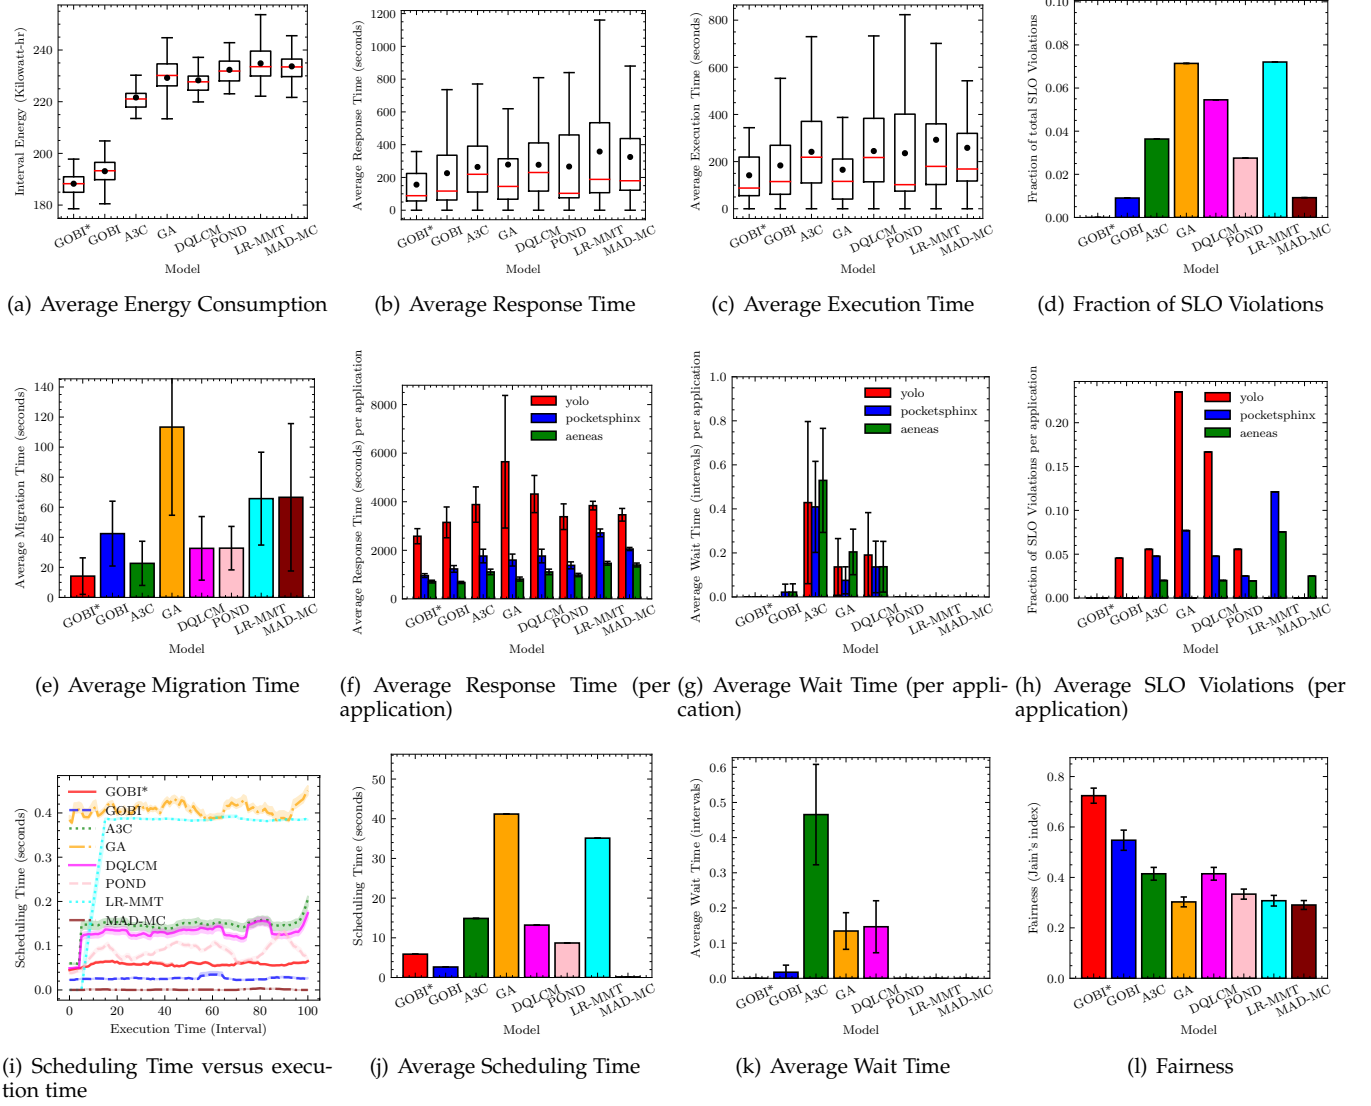 Interval Energy (Kilowatt-hr)
240
220
200
180
GOBI*
GOBI
A3C
GA
DQLCM
POND
LR-MMT
MAD-MC
Model
(a) Average Energy Consumption
Average Response Time (seconds)
1200
1000
800
600
400
200
0
GOBI*
GOBI
A3C
GA
DQLCM
POND
LR-MMT
MAD-MC
Model
(b) Average Response Time
Average Execution Time (seconds)
800
600
400
200
0
GOBI*
GOBI
A3C
GA
DQLCM
POND
LR-MMT
MAD-MC
Model
(c) Average Execution Time
Fraction of total SLO Violations
0.10
0.08
0.06
0.04
0.02
0.00
GOBI*
GOBI
A3C
GA
DQLCM
POND
LR-MMT
MAD-MC
Model
(d) Fraction of SLO Violations
Average Migration Time (seconds)
140
120
100
80
60
40
20
0
GOBI*
GOBI
A3C
GA
DQLCM
POND
LR-MMT
MAD-MC
Model
(e) Average Migration Time
Average Response Time (seconds) per application
8000
6000
4000
2000
0
yolo
pocketsphinx
aeneas
GOBI*
GOBI
A3C
GA
DQLCM
POND
LR-MMT
MAD-MC
Model
(f) Average Response Time (per
application)
Average Wait Time (intervals) per application
1.0
0.8
0.6
0.4
0.2
0.0
yolo
pocketsphinx
aeneas
GOBI*
GOBI
A3C
GA
DQLCM
POND
LR-MMT
MAD-MC
Model
(g) Average Wait Time (per appli-
cation)
Fraction of SLO Violations per application
0.20
0.15
0.10
0.05
0.00
yolo
pocketsphinx
aeneas
GOBI*
GOBI
A3C
GA
DQLCM
POND
LR-MMT
MAD-MC
Model
(h) Average SLO Violations (per
application)
Scheduling Time (seconds)
0.4
0.3
0.2
0.1
0.0
GOBI*
GOBI
A3C
GA
DQLCM
POND
LR-MMT
MAD-MC
0
20
40
60
80
100
Execution Time (Interval)
(i) Scheduling Time versus execu-
tion time
Scheduling Time (seconds)
50
40
30
20
10
0
GOBI*
GOBI
A3C
GA
DQLCM
POND
LR-MMT
MAD-MC
Model
(j) Average Scheduling Time
Average Wait Time (intervals)
0.6
0.5
0.4
0.3
0.2
0.1
0.0
GOBI*
GOBI
A3C
GA
DQLCM
POND
LR-MMT
MAD-MC
Model
(k) Average Wait Time
Fairness (Jain's index)
0.8
0.6
0.4
0.2
0.0
GOBI*
GOBI
A3C
GA
DQLCM
POND
LR-MMT
MAD-MC
Model
(l) Fairness